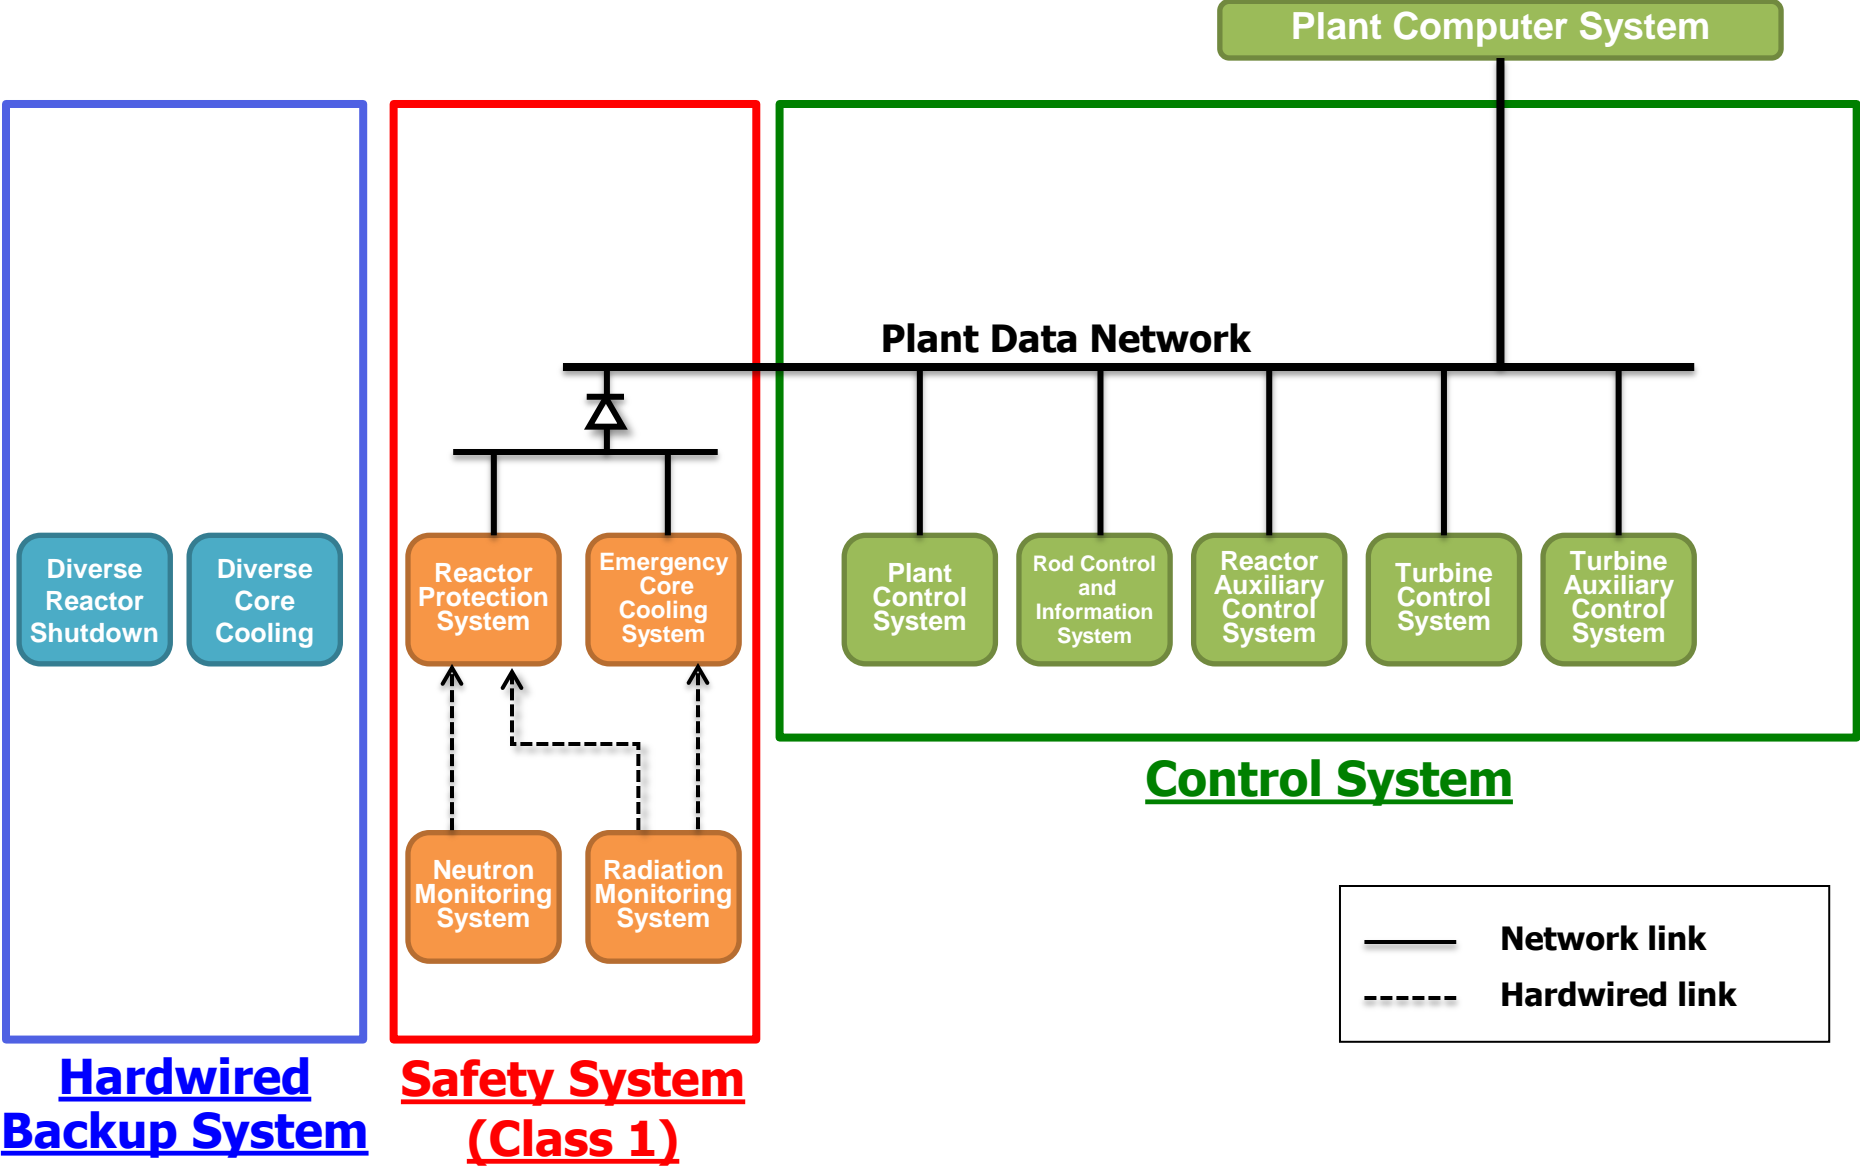 Plant Computer System
Plant Data Network
Diverse
Reactor
Shutdown
Diverse
Core
Cooling
Reactor
Protection
System
Emergency
Core
Cooling
System
Plant
Control
System
Rod Control
and
Information
System
Reactor
Auxiliary
Control
System
Turbine
Control
System
Turbine
Auxiliary
Control
System
Control System
Neutron
Monitoring
System
Radiation
Monitoring
System
Network link
Hardwired link
Hardwired
Backup System
Safety System
(Class 1)